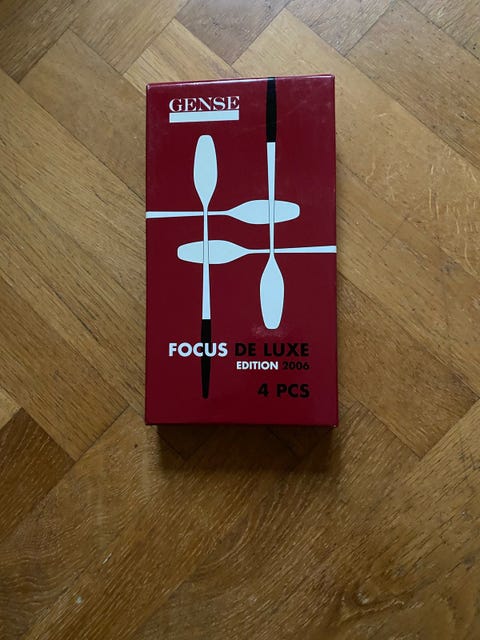 GENSE
FOCUS DE LUXE
EDITION 2006
4 PCS